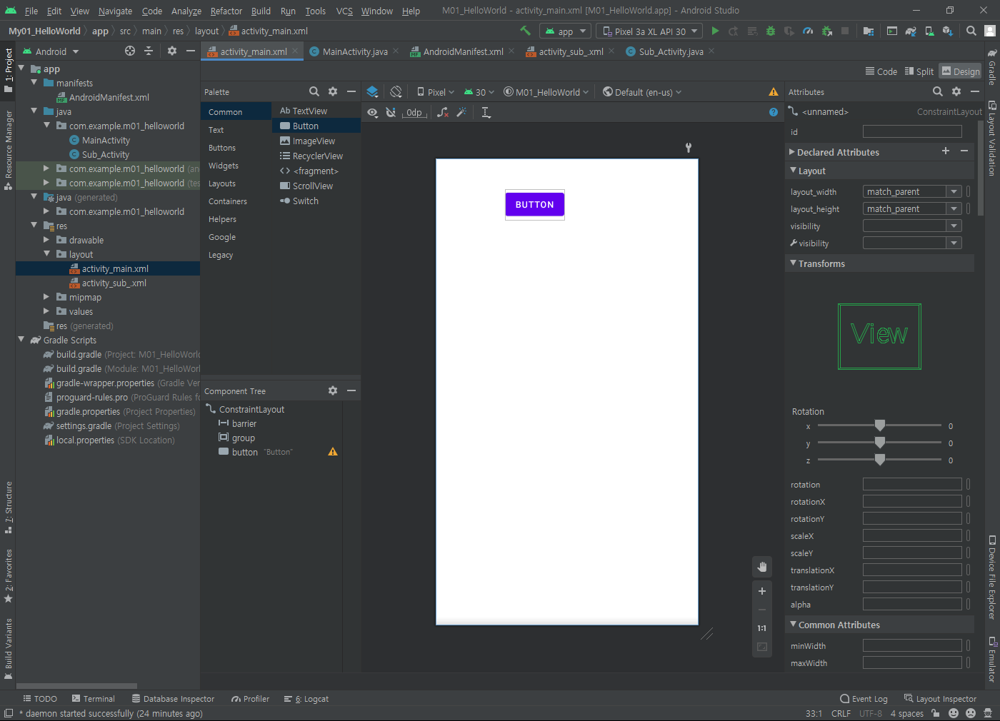 File Edit View Navigate Code Analyze Refactor Build Run Tools VCS Window Help M01_HelloWorld - activity_main.xml [M01_HelloWorld.app] - Android Studio
My01_HelloWorld app src main res layout activity_main.xml
app Pixel 3a XL API 30
Android
activity_main.xml MainActivity.java AndroidManifest.xml activity_sub_.xml Sub_Activity.java
Code Split Design
1: Project
Resource Manager
7: Structure
2: Favorites
Build Variants
app
manifests
AndroidManifest.xml
java
com.example.m01_helloworld
MainActivity
Sub_Activity
com.example.m01_helloworld (an
com.example.m01_helloworld (tes
java (generated)
com.example.m01_helloworld
res
drawable
layout
activity_main.xml
activity_sub_.xml
mipmap
values
res (generated)
Gradle Scripts
build.gradle (Project: M01_HelloWorld
build.gradle (Module: M01_HelloWorl
gradle-wrapper.properties (Gradle Ver
proguard-rules.pro (ProGuard Rules fo
gradle.properties (Project Properties)
settings.gradle (Project Settings)
local.properties (SDK Location)
Palette
Common
Text
Buttons
Widgets
Layouts
Containers
Helpers
Google
Legacy
Ab TextView
Button
ImageView
RecyclerView
<fragment>
ScrollView
Switch
Component Tree
ConstraintLayout
barrier
group
button "Button"
Pixel 30 M01_HelloWorld Default (en-us)
0dp
BUTTON
1:1
Attributes
<unnamed> ConstraintLayout
id
Declared Attributes
Layout
layout_width match_parent
layout_height match_parent
visibility
visibility
Transforms
View
Rotation
x 0
y 0
z 0
rotation
rotationX
rotationY
scaleX
scaleY
translationX
translationY
alpha
Common Attributes
minWidth
maxWidth
Gradle
Layout Validation
Device File Explorer
Emulator
TODO Terminal Database Inspector Profiler 6: Logcat Event Log Layout Inspector
* daemon started successfully (24 minutes ago) 33:1 CRLF UTF-8 4 spaces